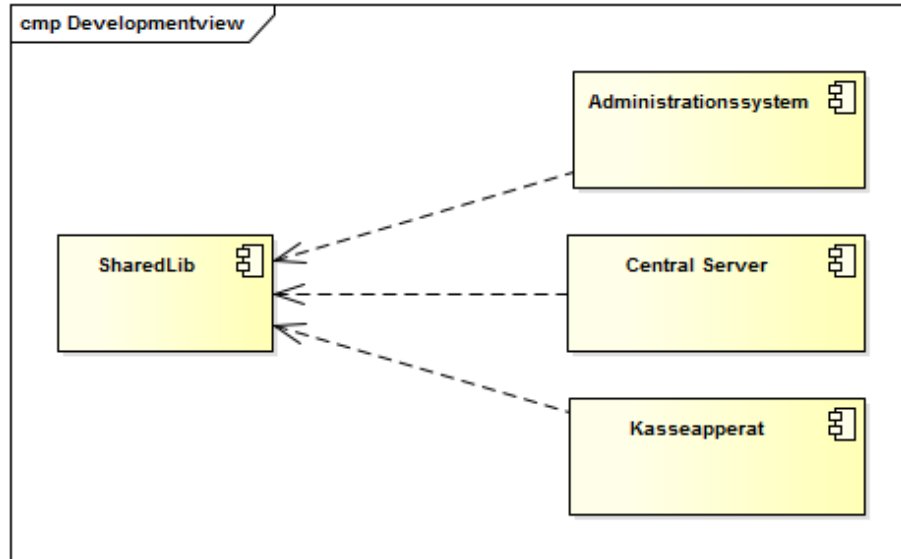 cmp Developmentview
Administrationssystem
SharedLib
Central Server
Kasseapperat